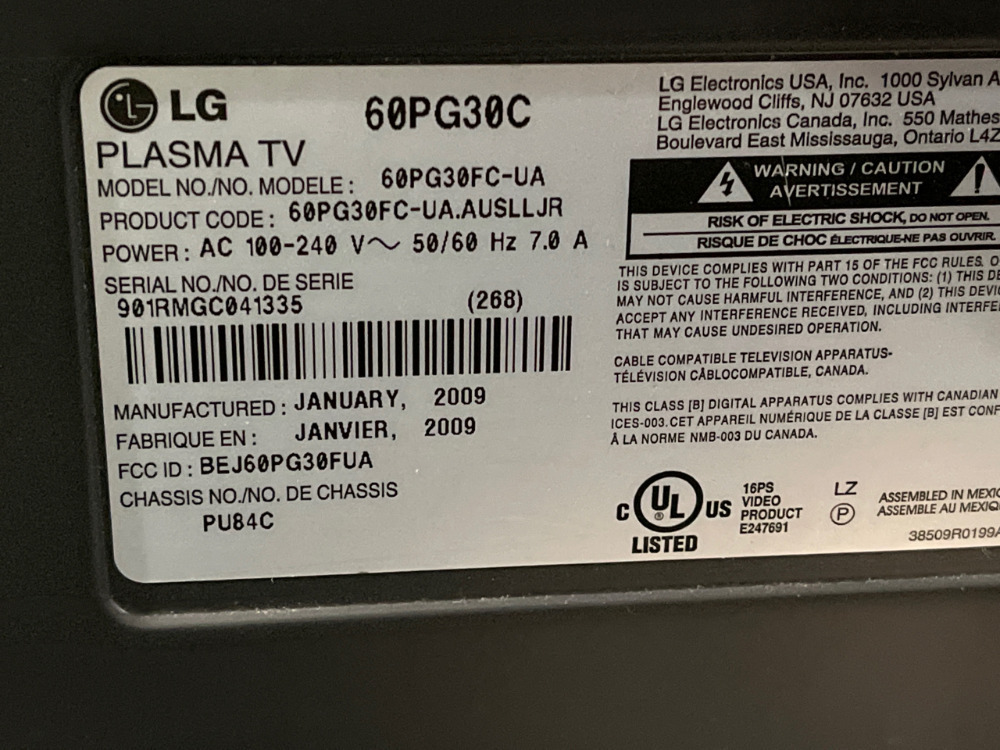 LG
60PG30C
PLASMA TV
MODEL NO./NO. MODELE : 60PG30FC-UA
PRODUCT CODE : 60PG30FC-UA.AUSLLJR
POWER : AC 100-240 V～ 50/60 Hz 7.0 A
SERIAL NO./NO. DE SERIE
901RMGC041335 (268)
MANUFACTURED : JANUARY, 2009
FABRIQUE EN : JANVIER, 2009
FCC ID : BEJ60PG30FUA
CHASSIS NO./NO. DE CHASSIS
PU84C
LG Electronics USA, Inc. 1000 Sylvan
Englewood Cliffs, NJ 07632 USA
LG Electronics Canada, Inc. 550
Boulevard East Mississauga, Ontario
WARNING / CAUTION
AVERTISSEMENT
RISK OF ELECTRIC SHOCK, DO NOT OPEN.
RISQUE DE CHOC ÉLECTRIQUE-NE PAS OUVRIR.
THIS DEVICE COMPLIES WITH PART 15 OF THE FCC RULES.
IS SUBJECT TO THE FOLLOWING TWO CONDITIONS: (1) THIS
MAY NOT CAUSE HARMFUL INTERFERENCE, AND (2) THIS
ACCEPT ANY INTERFERENCE RECEIVED, INCLUDING
THAT MAY CAUSE UNDESIRED OPERATION.
CABLE COMPATIBLE TELEVISION APPARATUS-
TÉLÉVISION CÂBLOCOMPATIBLE, CANADA.
THIS CLASS [B] DIGITAL APPARATUS COMPLIES WITH CANADIAN
ICES-003.CET APPAREIL NUMÉRIQUE DE LA CLASSE [B] EST
À LA NORME NMB-003 DU CANADA.
C UL ® US
LISTED
16PS
VIDEO
PRODUCT
E247691
LZ
P
ASSEMBLED IN
ASSEMBLE AU
38509R0199A